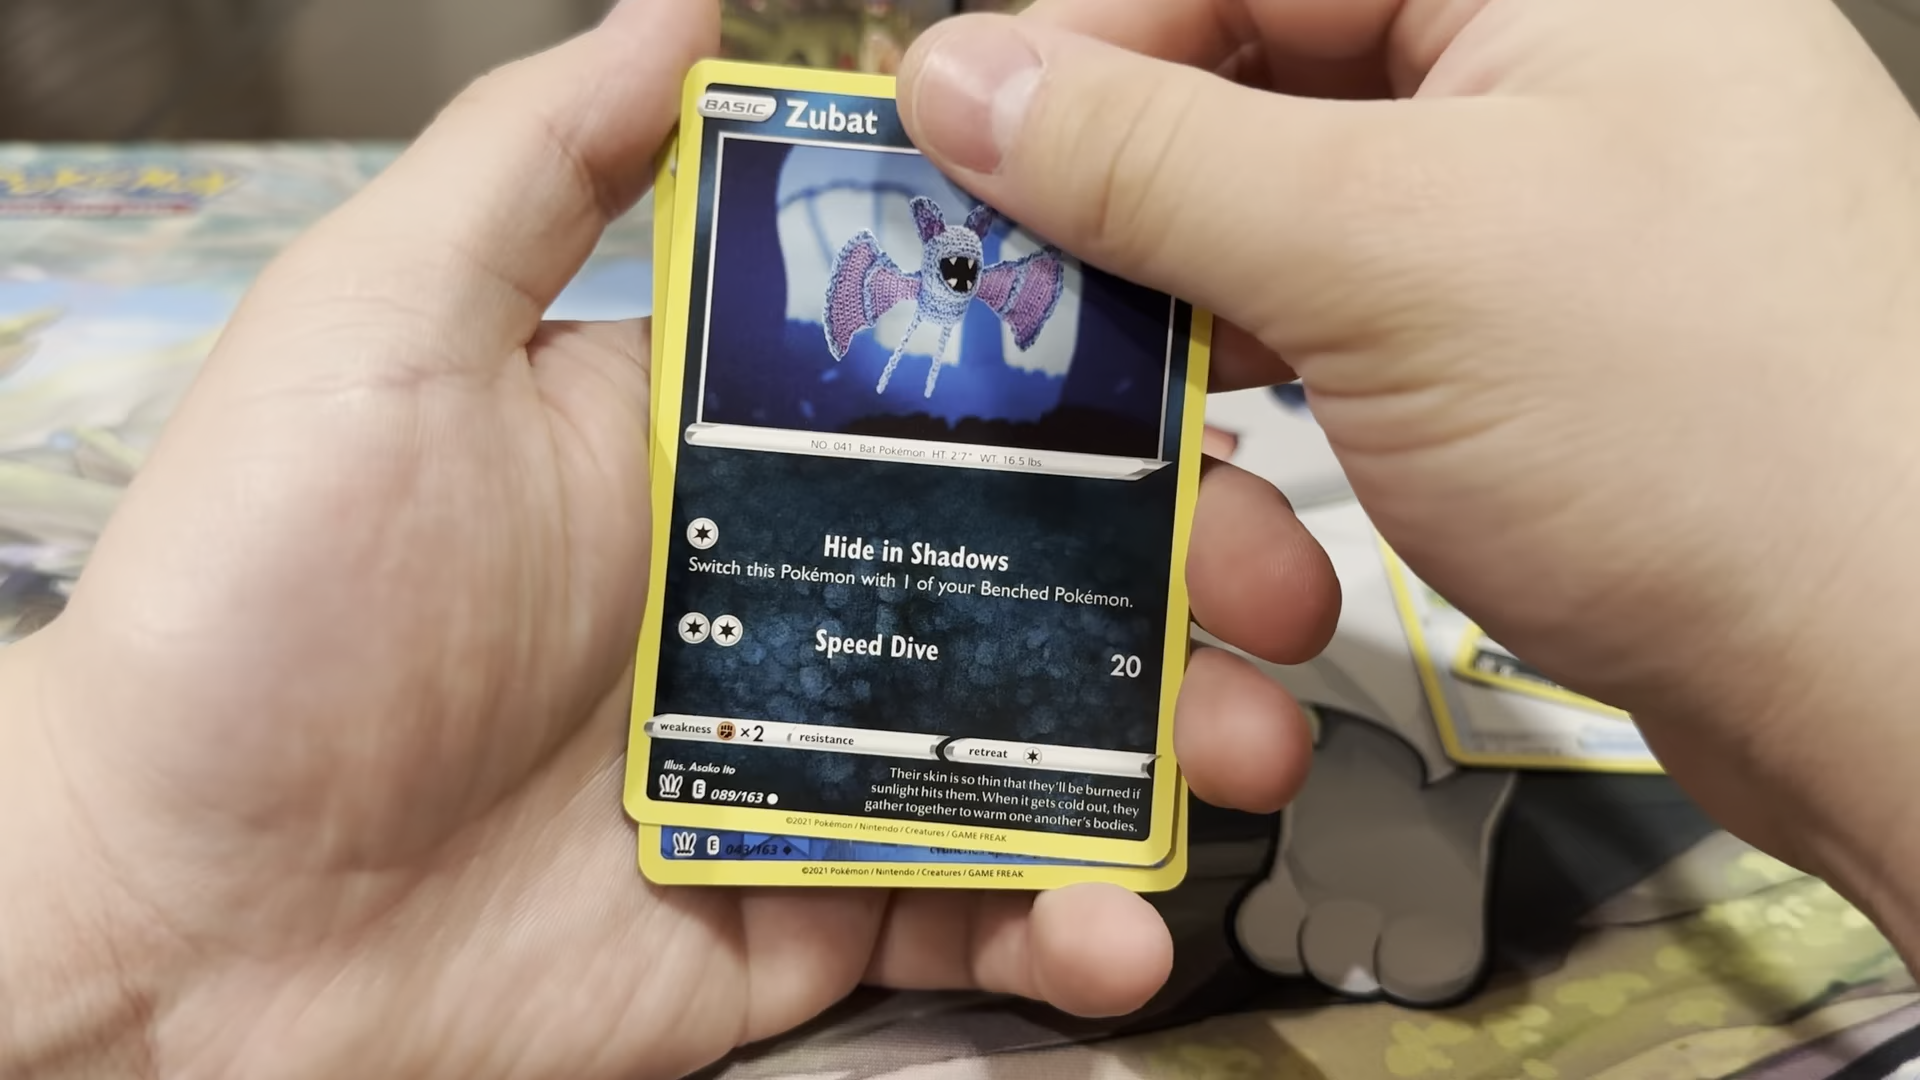 POKÉMON
BASIC Zubat
NO. 041 Bat Pokémon HT. 2'7" WT. 16.5 lbs
Hide in Shadows
Switch this Pokémon with 1 of your Benched Pokémon.
Speed Dive 20
weakness ×2 resistance retreat
Illus. Asako Ito
E 089/163
Their skin is so thin that they'll be burned if
sunlight hits them. When it gets cold out, they
gather together to warm one another's bodies.
©2021 Pokémon / Nintendo / Creatures / GAME FREAK
E 043/163
©2021 Pokémon / Nintendo / Creatures / GAME FREAK